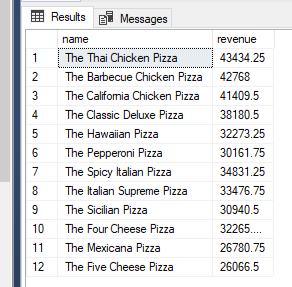 Results Messages
name revenue
1 The Thai Chicken Pizza 43434.25
2 The Barbecue Chicken Pizza 42768
3 The California Chicken Pizza 41409.5
4 The Classic Deluxe Pizza 38180.5
5 The Hawaiian Pizza 32273.25
6 The Pepperoni Pizza 30161.75
7 The Spicy Italian Pizza 34831.25
8 The Italian Supreme Pizza 33476.75
9 The Sicilian Pizza 30940.5
10 The Four Cheese Pizza 32265....
11 The Mexicana Pizza 26780.75
12 The Five Cheese Pizza 26066.5